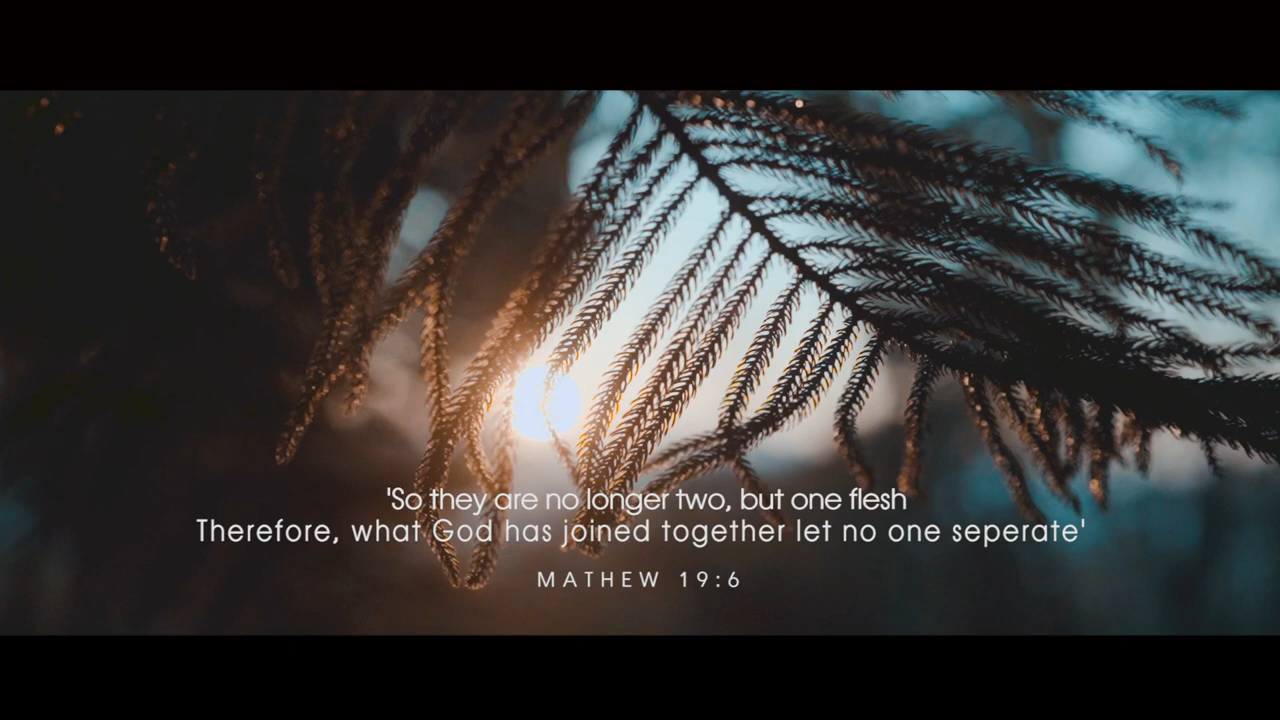 'So they are no longer two, but one flesh
Therefore, what God has joined together let no one seperate'
MATHEW 19:6